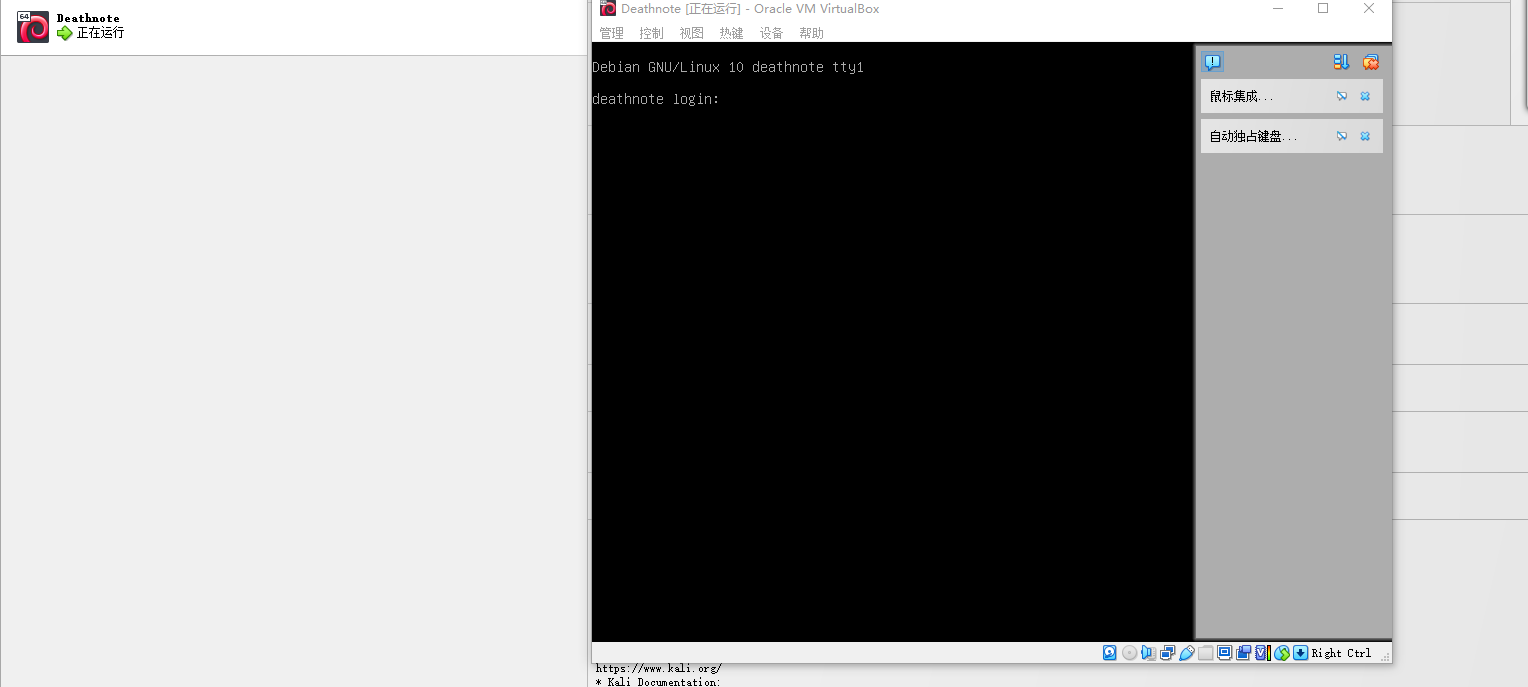 64
Deathnote
正在运行
Deathnote [正在运行] - Oracle VM VirtualBox
管理 控制 视图 热键 设备 帮助
Debian GNU/Linux 10 deathnote tty1
deathnote login:
鼠标集成...
自动独占键盘...
Right Ctrl
https://www.kali.org/
* Kali Documentation: